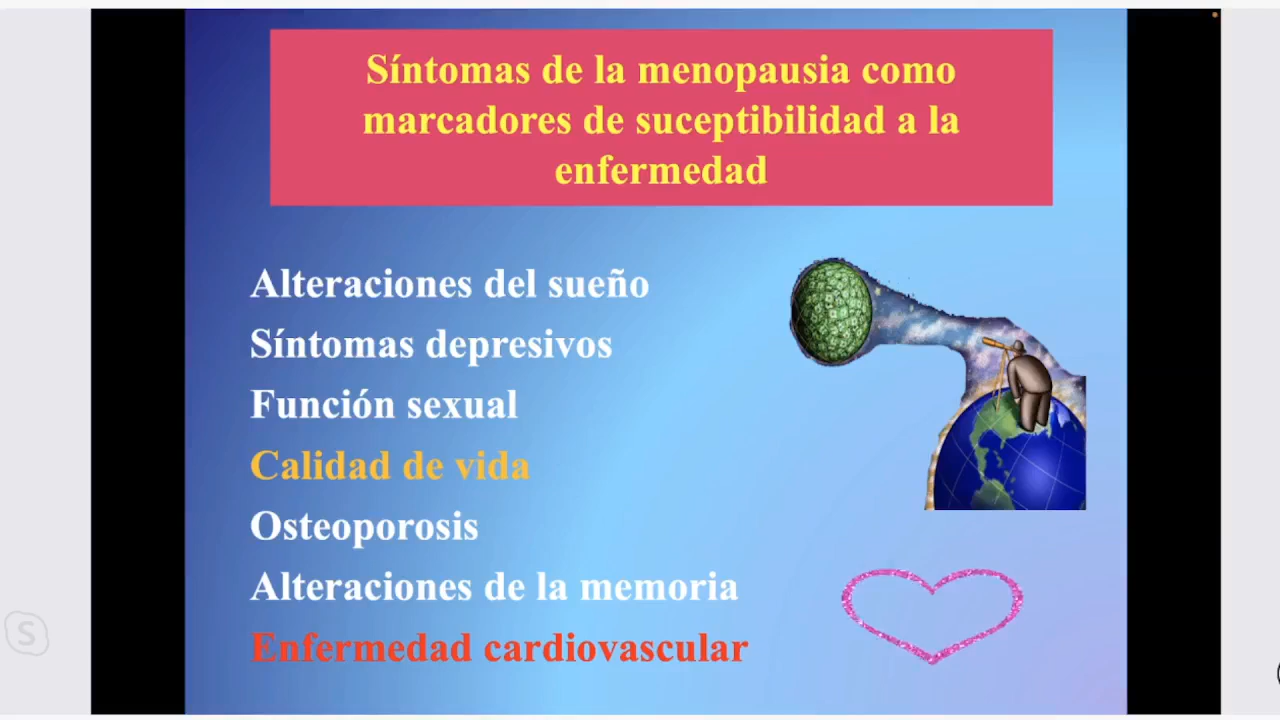 Síntomas de la menopausia como
marcadores de suceptibilidad a la
enfermedad
Alteraciones del sueño
Síntomas depresivos
Función sexual
Calidad de vida
Osteoporosis
Alteraciones de la memoria
Enfermedad cardiovascular
S